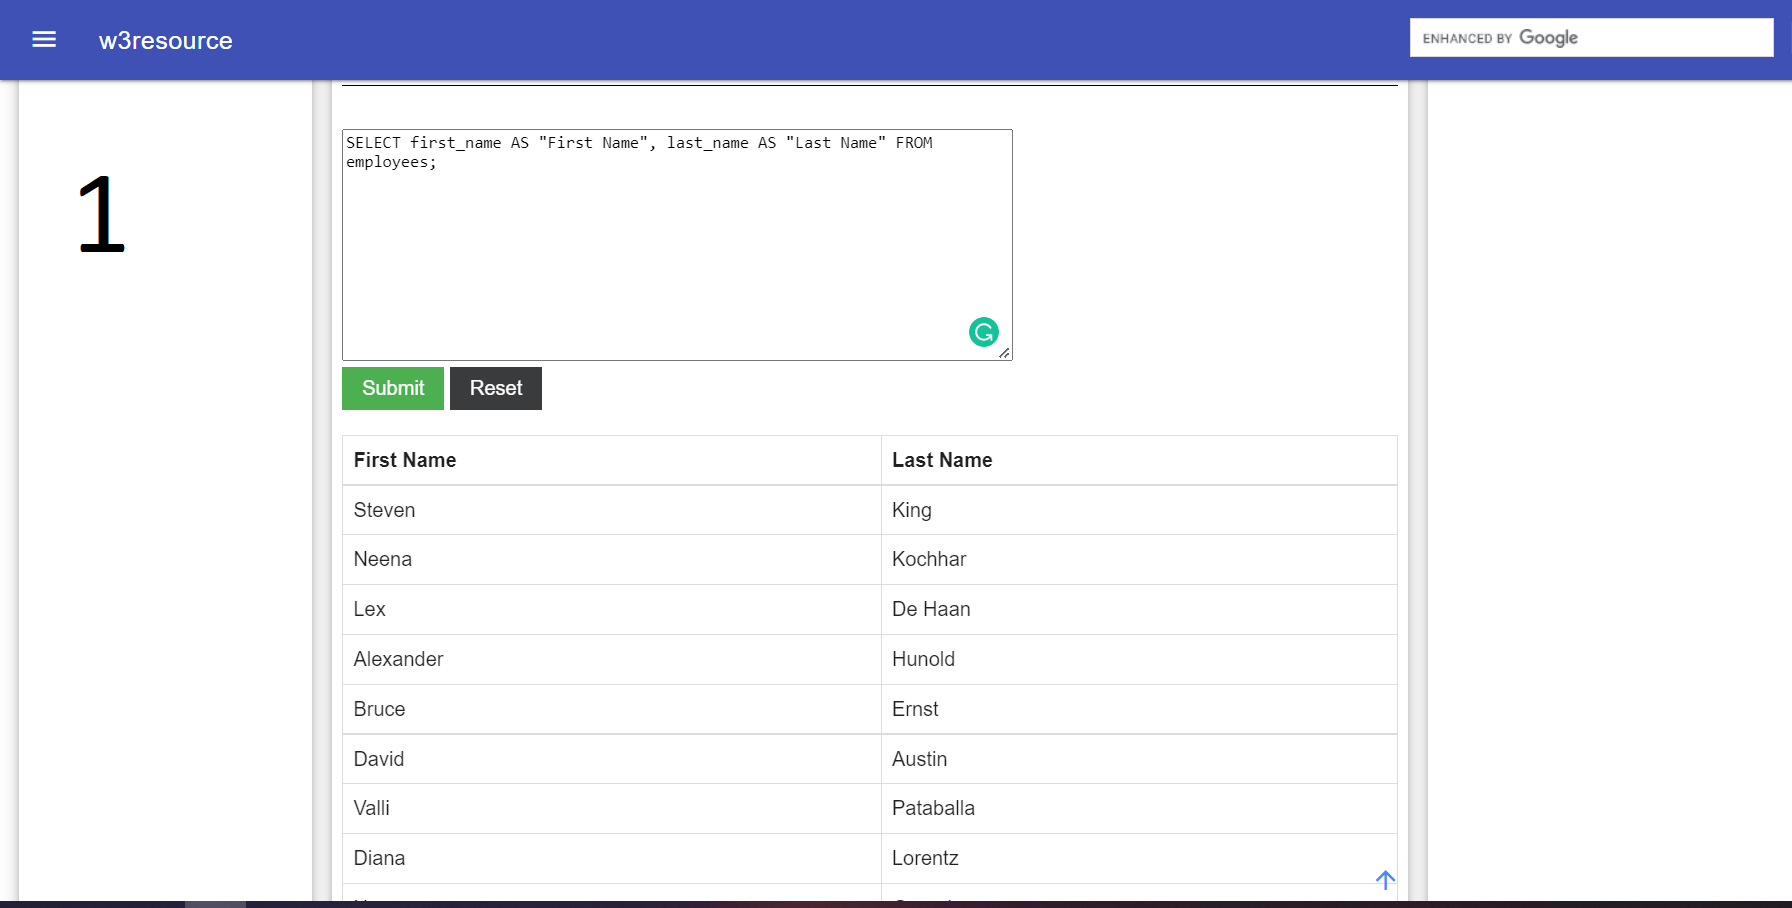 w3resource
ENHANCED BY Google
1
SELECT first_name AS "First Name", last_name AS "Last Name" FROM
employees;
Submit Reset
First Name Last Name
Steven King
Neena Kochhar
Lex De Haan
Alexander Hunold
Bruce Ernst
David Austin
Valli Pataballa
Diana Lorentz